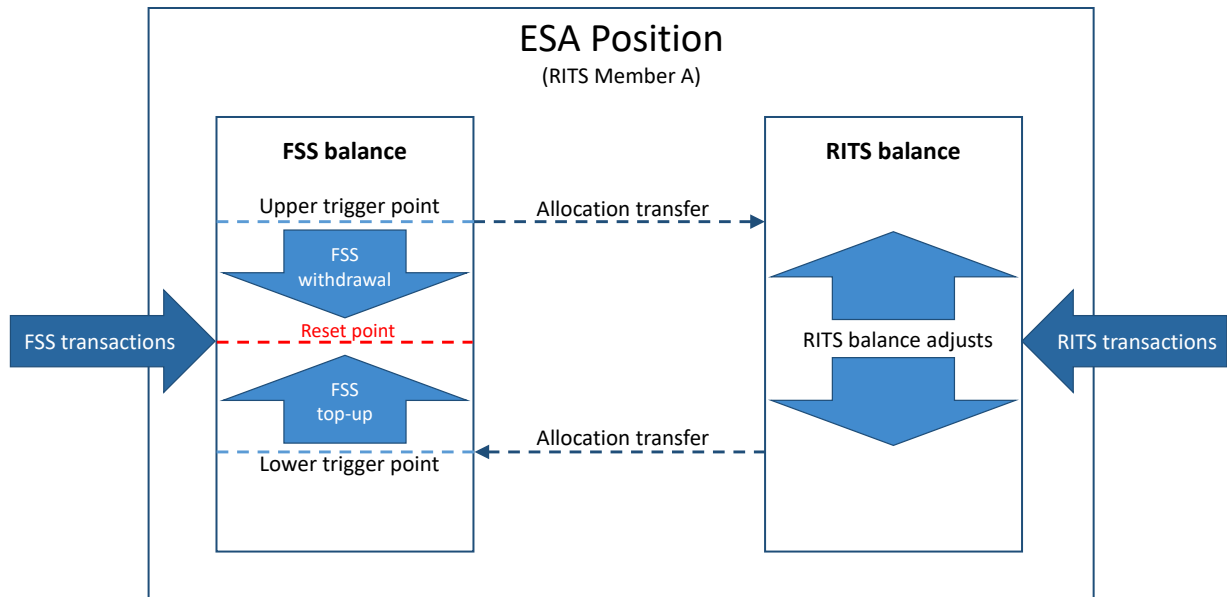 ESA Position
(RITS Member A)
FSS balance
RITS balance
Upper trigger point
Allocation transfer
FSS
withdrawal
FSS transactions
Reset point
RITS balance adjusts
RITS transactions
FSS
top-up
Allocation transfer
Lower trigger point